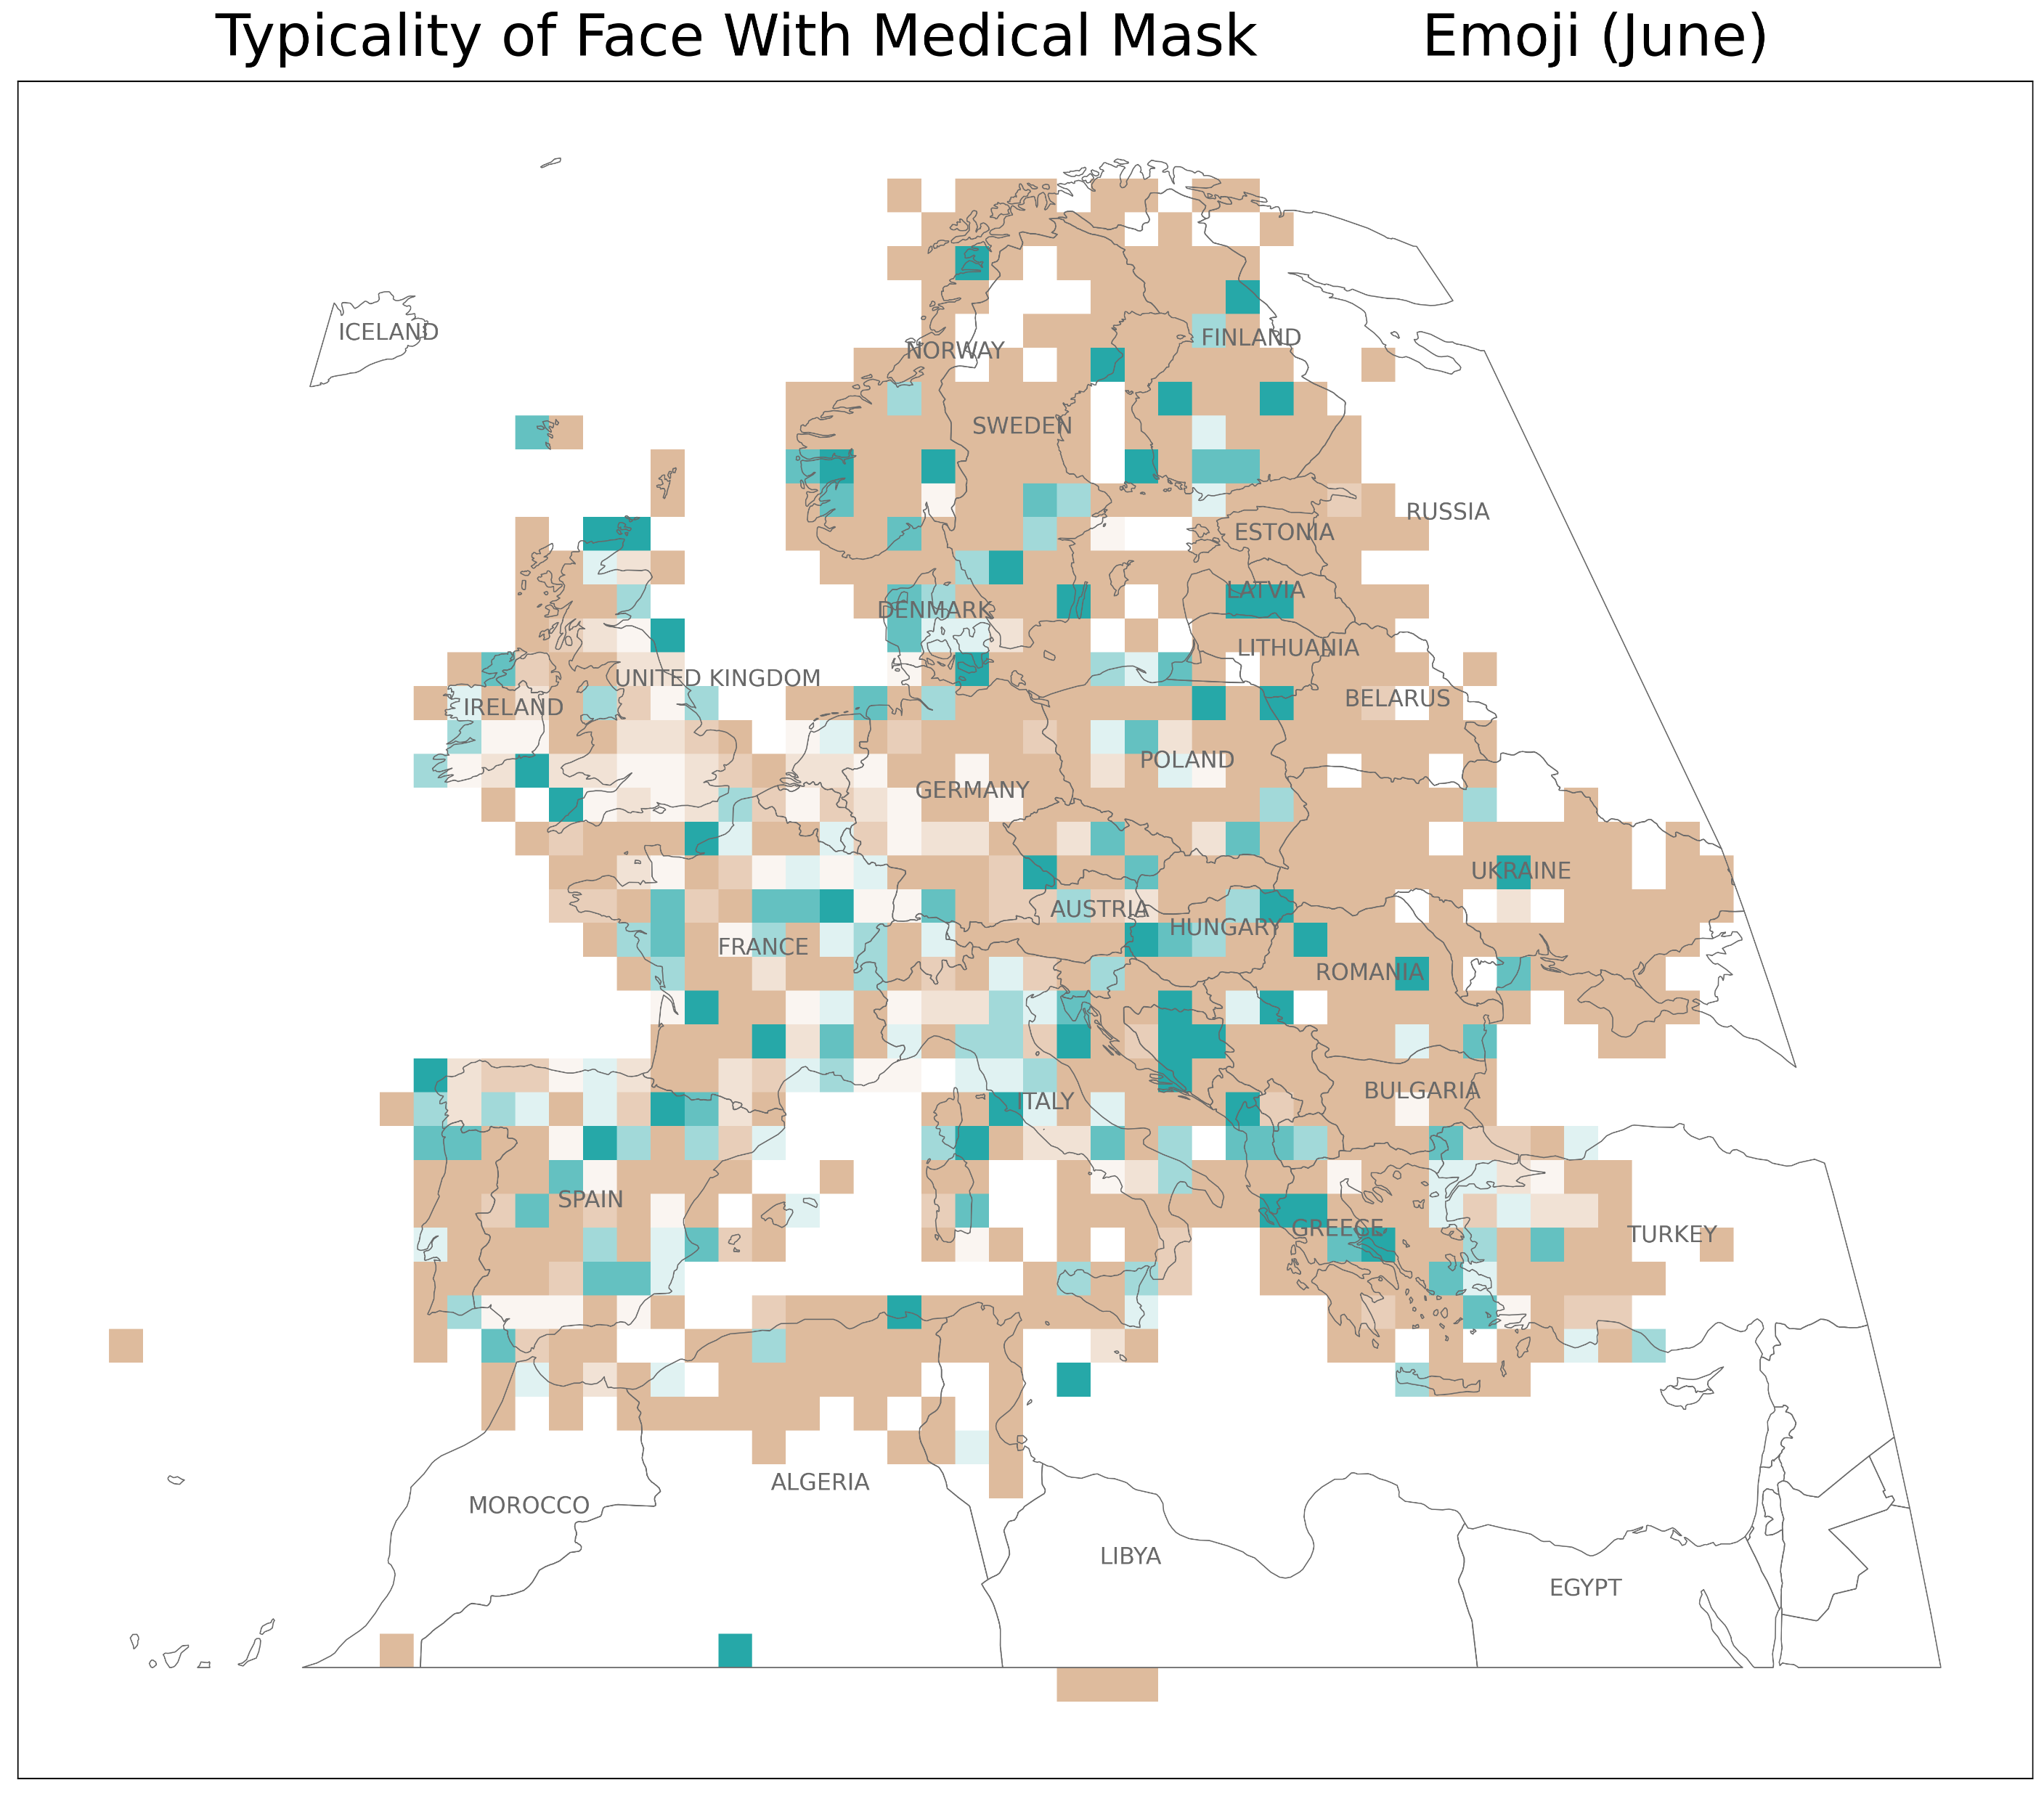 Typicality of Face With Medical Mask Emoji (June)
ICELAND
FINLAND
NORWAY
SWEDEN
RUSSIA
ESTONIA
LATVIA
DENMARK
LITHUANIA
UNITED KINGDOM
BELARUS
IRELAND
POLAND
GERMANY
UKRAINE
AUSTRIA
HUNGARY
FRANCE
ROMANIA
BULGARIA
ITALY
SPAIN
GREECE
TURKEY
ALGERIA
MOROCCO
LIBYA
EGYPT